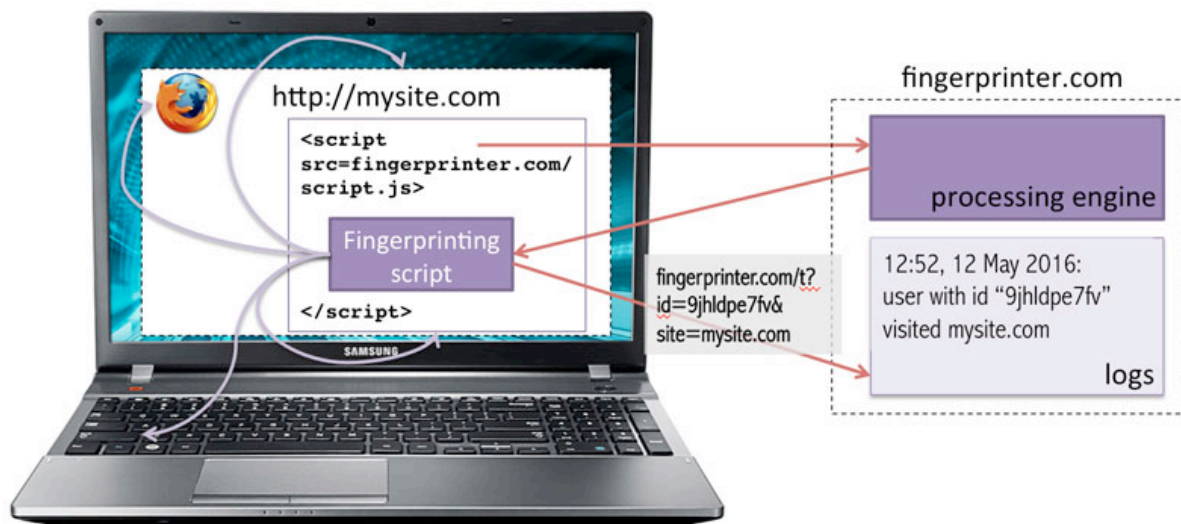 http://mysite.com
<script
src=fingerprinter.com/
script.js>
Fingerprinting
script
</script>
SAMSUNG
fingerprinter.com/t?
id=9jhldpe7fv&
site=mysite.com
fingerprinter.com
processing engine
12:52, 12 May 2016:
user with id “9jhldpe7fv”
visited mysite.com
logs